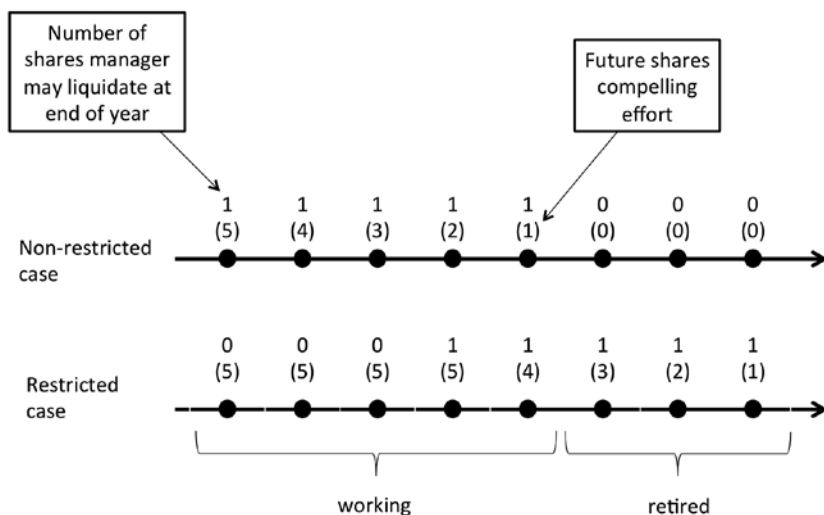 Number of
shares manager
may liquidate at
end of year
Future shares
compelling
effort
1 1 1 1 1 0 0 0
(5) (4) (3) (2) (1) (0) (0) (0)
Non-restricted
case
0 0 0 1 1 1 1 1
(5) (5) (5) (5) (4) (3) (2) (1)
Restricted
case
working retired